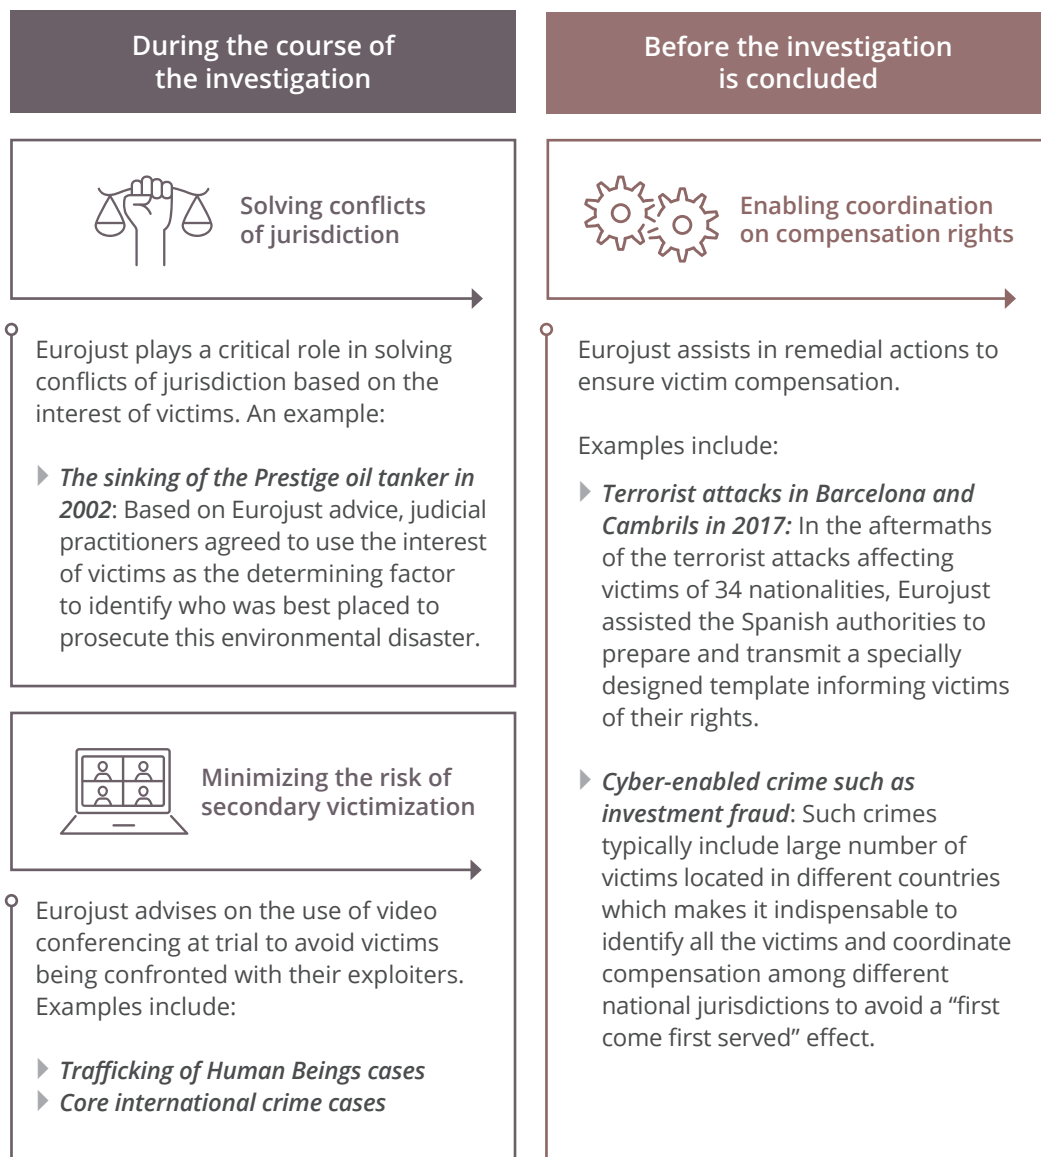 During the course of
the investigation
Solving conflicts
of jurisdiction
Eurojust plays a critical role in solving
conflicts of jurisdiction based on the
interest of victims. An example:
The sinking of the Prestige oil tanker in
2002: Based on Eurojust advice, judicial
practitioners agreed to use the interest
of victims as the determining factor
to identify who was best placed to
prosecute this environmental disaster.
Minimizing the risk of
secondary victimization
Eurojust advises on the use of video
conferencing at trial to avoid victims
being confronted with their exploiters.
Examples include:
Trafficking of Human Beings cases
Core international crime cases
Before the investigation
is concluded
Enabling coordination
on compensation rights
Eurojust assists in remedial actions to
ensure victim compensation.
Examples include:
Terrorist attacks in Barcelona and
Cambrils in 2017: In the aftermaths
of the terrorist attacks affecting
victims of 34 nationalities, Eurojust
assisted the Spanish authorities to
prepare and transmit a specially
designed template informing victims
of their rights.
Cyber-enabled crime such as
investment fraud: Such crimes
typically include large number of
victims located in different countries
which makes it indispensable to
identify all the victims and coordinate
compensation among different
national jurisdictions to avoid a “first
come first served” effect.